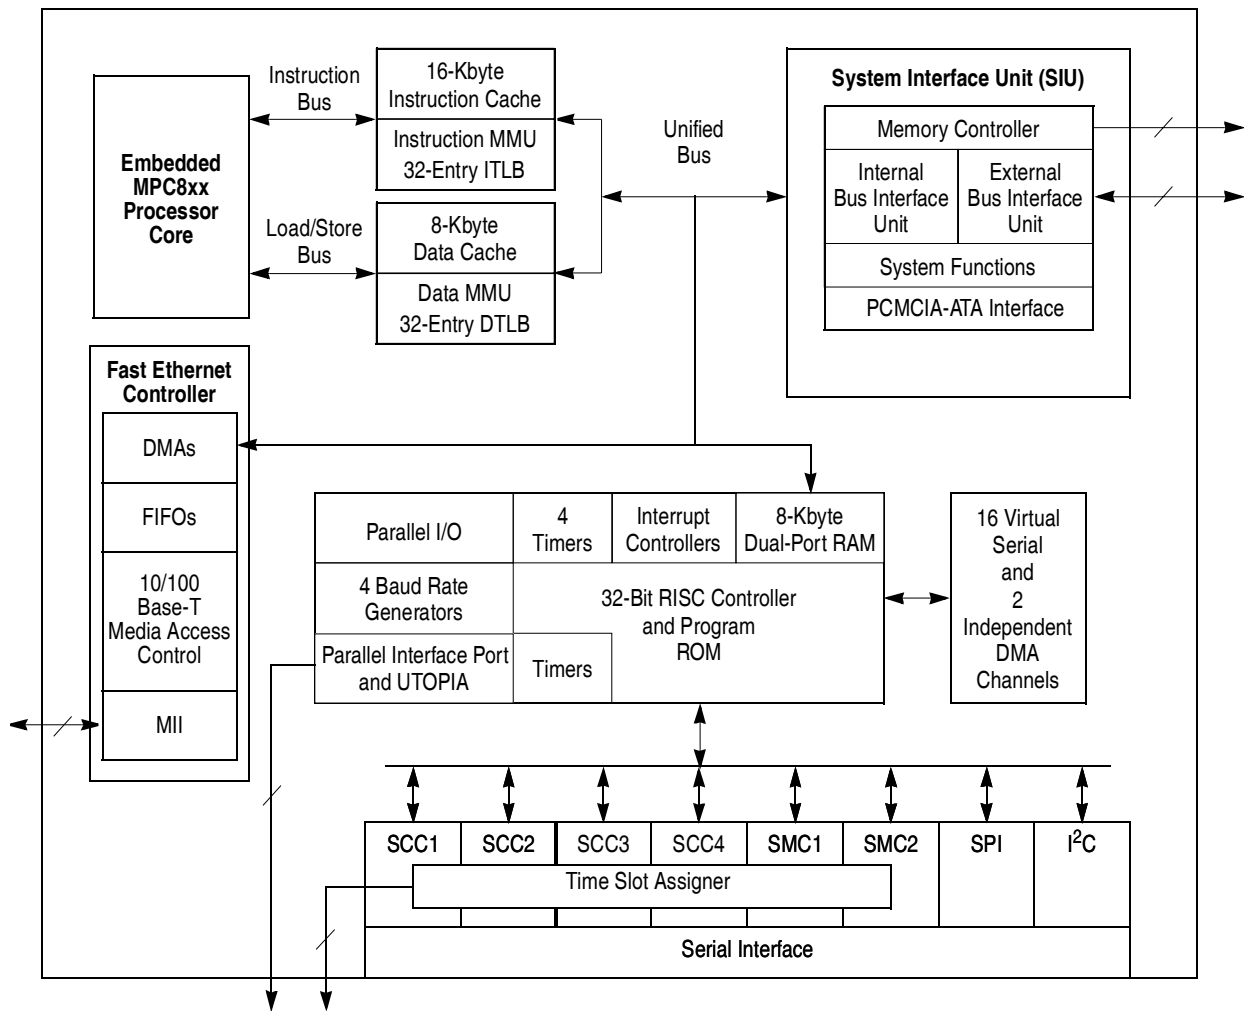 Embedded
MPC8xx
Processor
Core
Instruction
Bus
Load/Store
Bus
16-Kbyte
Instruction Cache
Instruction MMU
32-Entry ITLB
8-Kbyte
Data Cache
Data MMU
32-Entry DTLB
Unified
Bus
System Interface Unit (SIU)
Memory Controller
Internal
Bus Interface
Unit
External
Bus Interface
Unit
System Functions
PCMCIA-ATA Interface
Fast Ethernet
Controller
DMAs
FIFOs
10/100
Base-T
Media Access
Control
MII
Parallel I/O
4
Timers
Interrupt
Controllers
8-Kbyte
Dual-Port RAM
4 Baud Rate
Generators
32-Bit RISC Controller
and Program
ROM
Parallel Interface Port
and UTOPIA
Timers
16 Virtual
Serial
and
2
Independent
DMA
Channels
SCC1
SCC2
SCC3
SCC4
SMC1
SMC2
SPI
I²C
Time Slot Assigner
Serial Interface